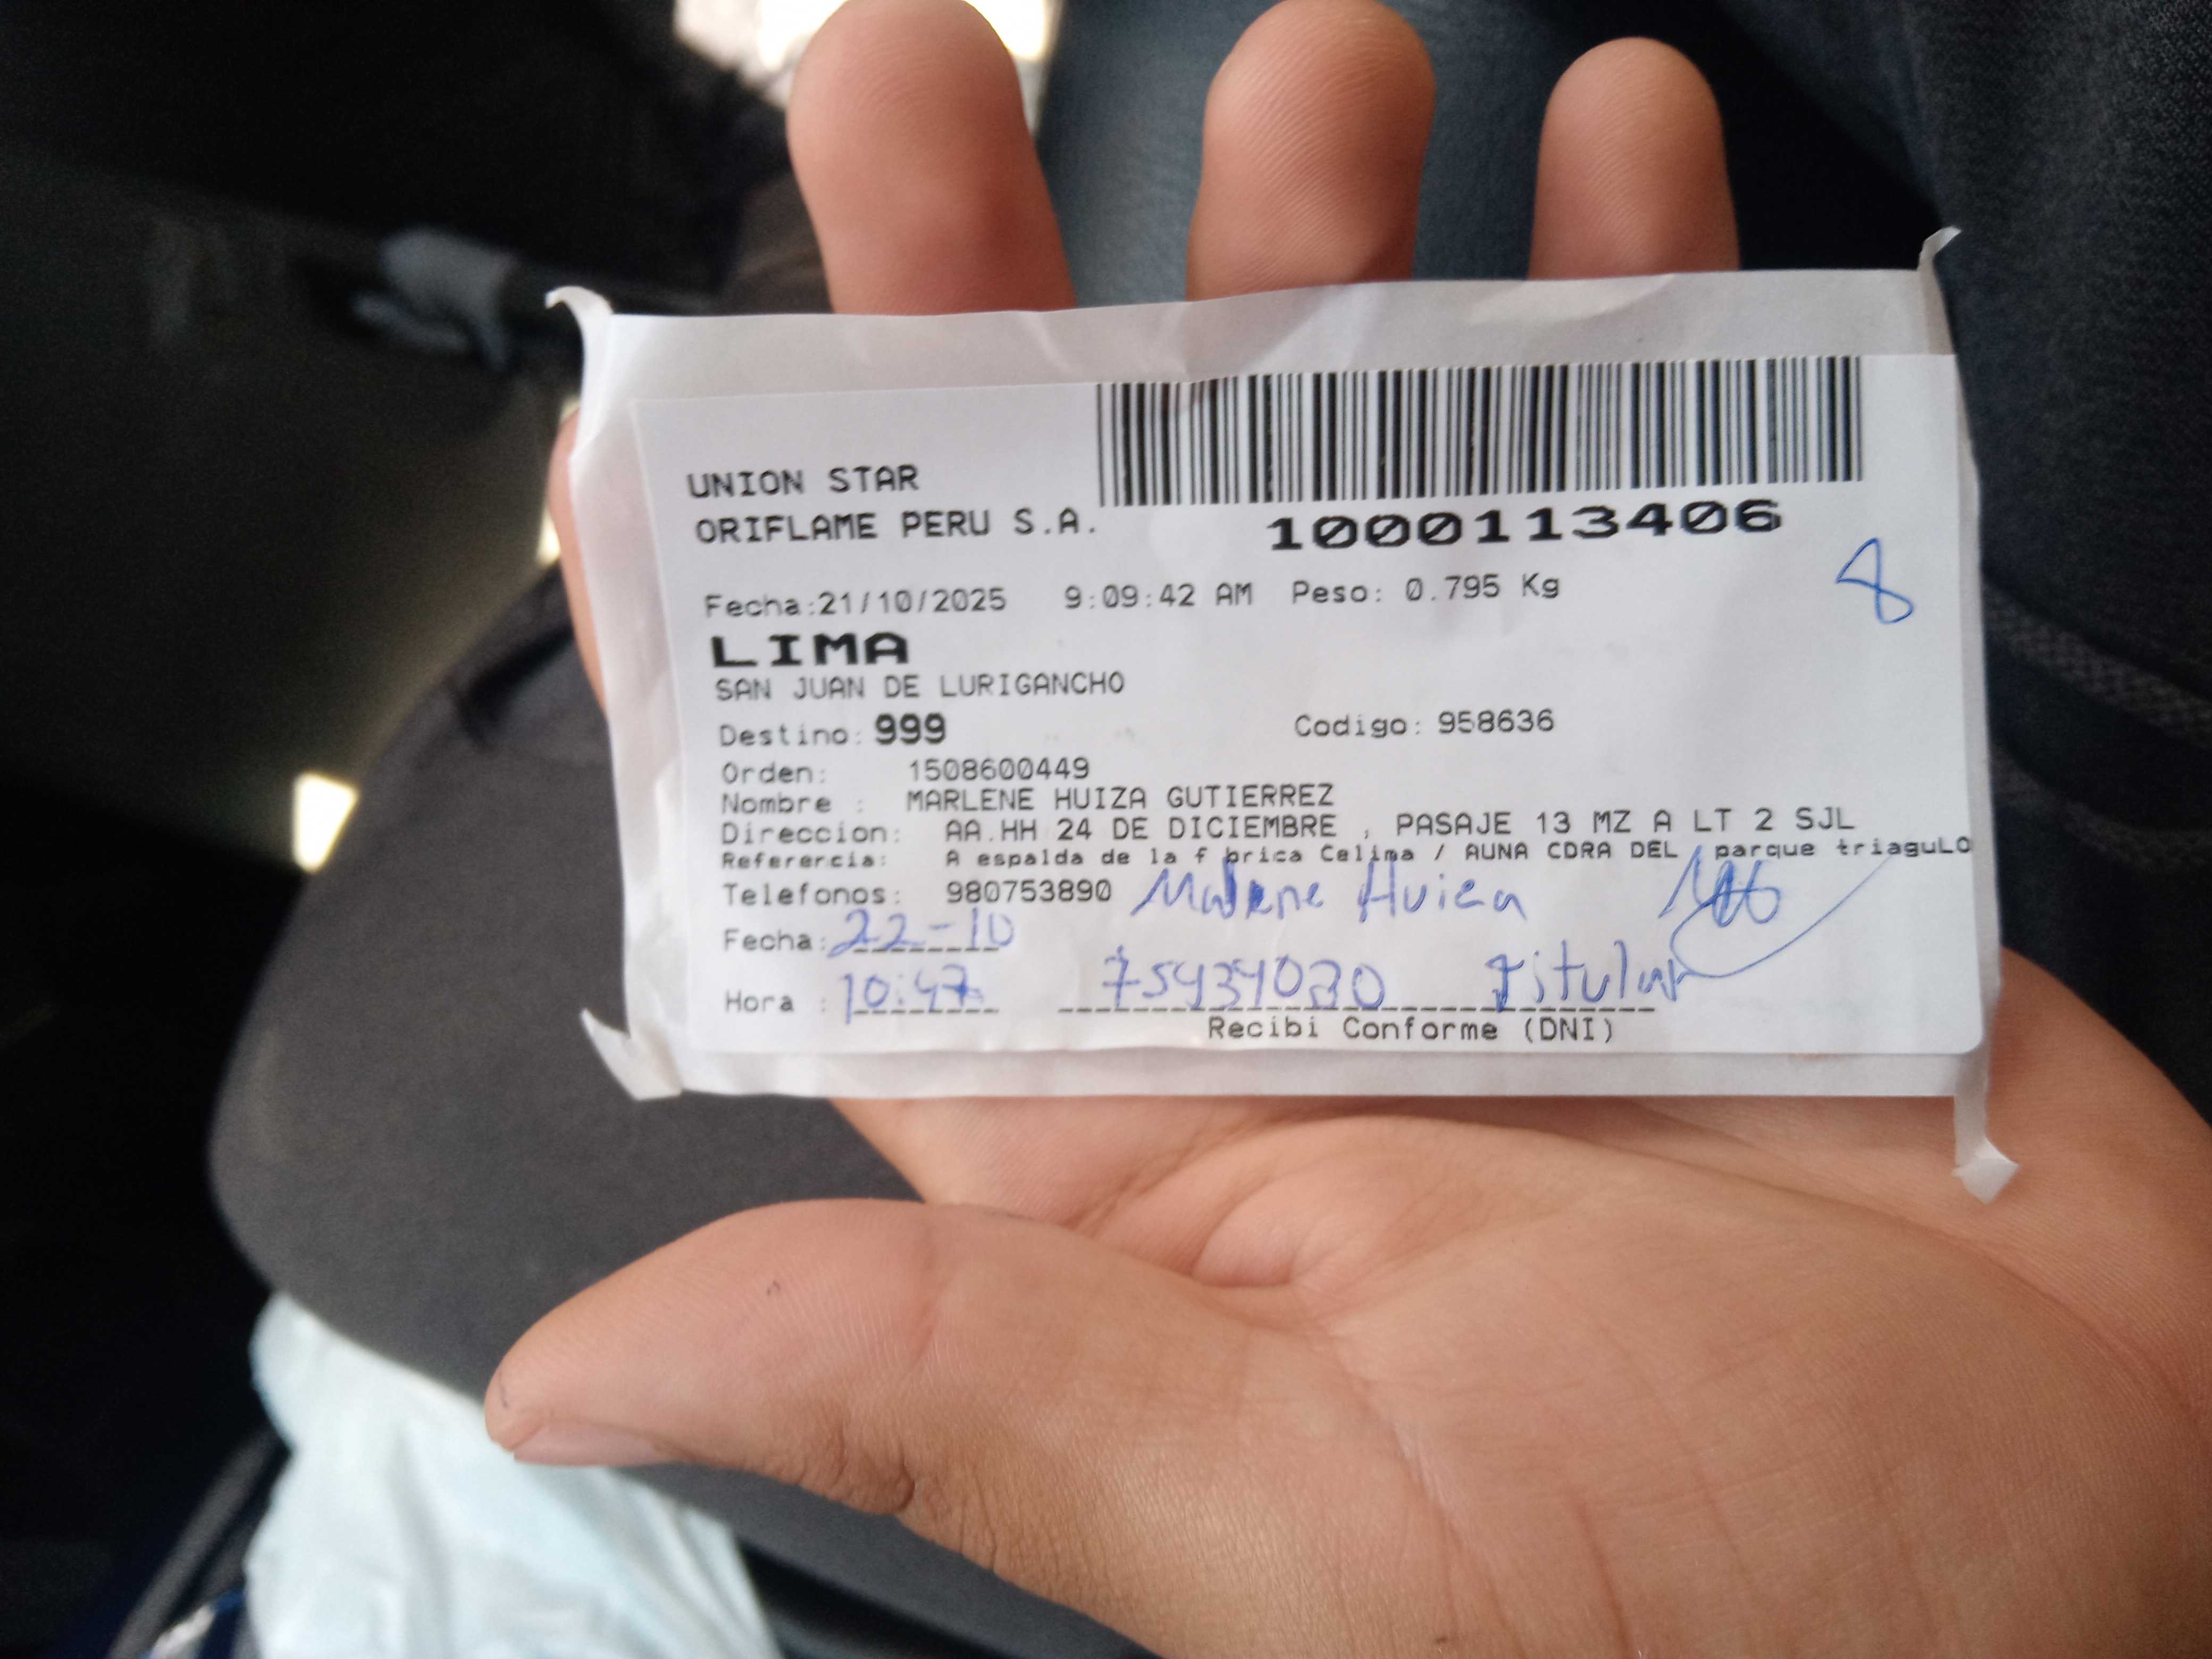 UNION STAR
ORIFLAME PERU S.A.
1000113406
8
Fecha:21/10/2025 9:09:42 AM Peso: 0.795 Kg
LIMA
SAN JUAN DE LURIGANCHO
Destino: 999 Codigo: 958636
Orden: 1508600449
Nombre : MARLENE HUIZA GUTIERREZ
Direccion: AA.HH 24 DE DICIEMBRE , PASAJE 13 MZ A LT 2 SJL
Referencia: A espalda de la f brica Celima / AUNA CDRA DEL parque triaguLO
Telefonos: 980753890 Malene Huiza
Fecha: 22-10
Hora : 10:47 Titular
Recibi Conforme (DNI)